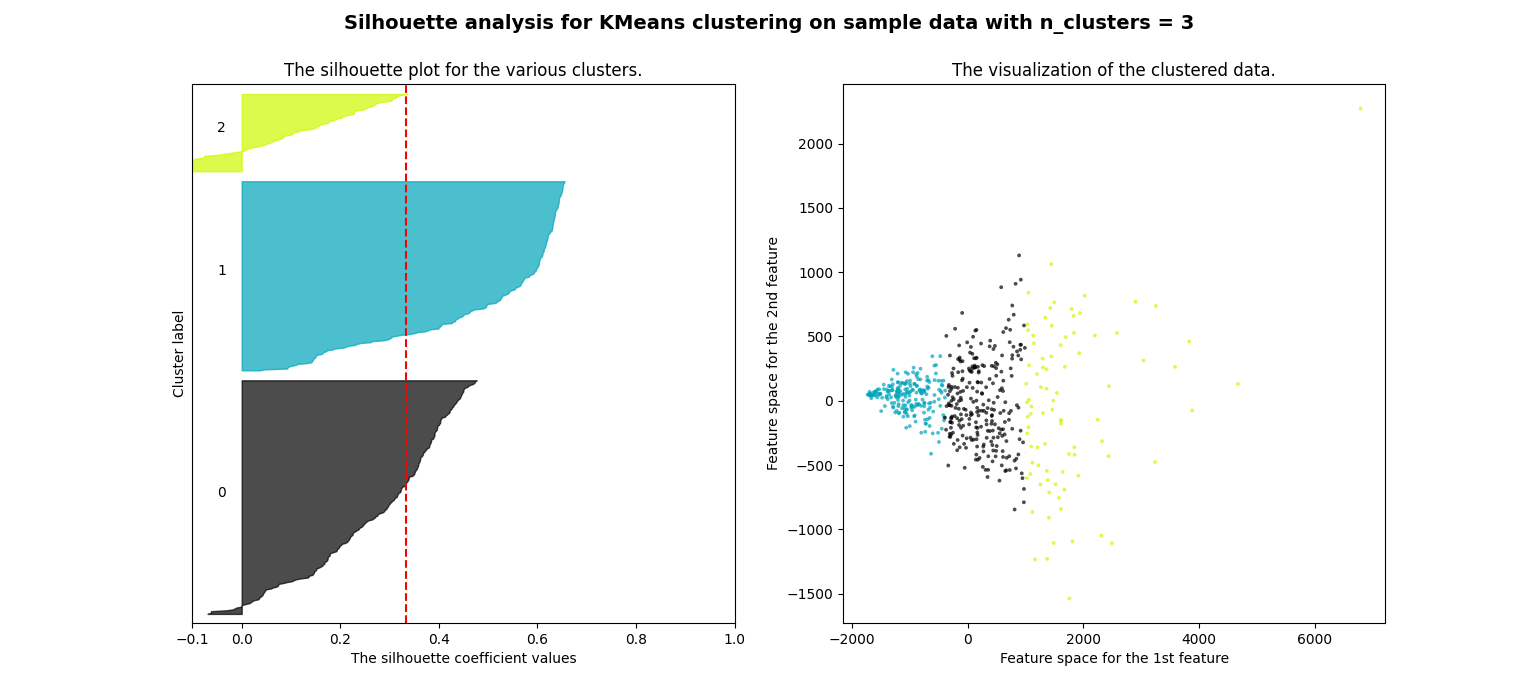 Silhouette analysis for KMeans clustering on sample data with n_clusters = 3
The silhouette plot for the various clusters.
Cluster label
2
1
0
−0.1 0.0 0.2 0.4 0.6 0.8 1.0
The silhouette coefficient values
The visualization of the clustered data.
Feature space for the 2nd feature
2000
1500
1000
500
0
−500
−1000
−1500
−2000 0 2000 4000 6000
Feature space for the 1st feature